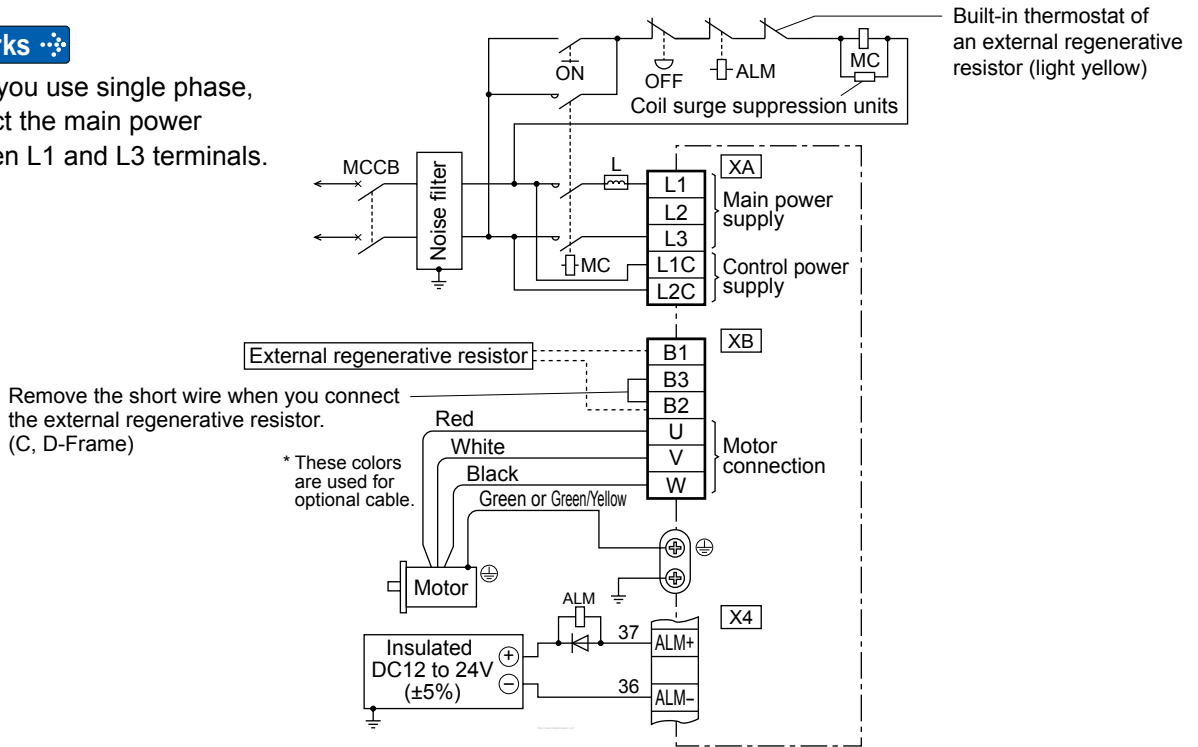 rks
you use single phase,
ct the main power
en L1 and L3 terminals.
Built-in thermostat of
an external regenerative
resistor (light yellow)
ON
OFF
ALM
MC
Coil surge suppression units
MCCB
Noise filter
L
MC
XA
L1
L2
L3
L1C
L2C
Main power
supply
Control power
supply
XB
External regenerative resistor
B1
B3
B2
U
V
W
Remove the short wire when you connect
the external regenerative resistor.
(C, D-Frame)
Red
White
Black
Green or Green/Yellow
* These colors
are used for
optional cable.
Motor
connection
Motor
ALM
X4
37
ALM+
36
ALM–
Insulated
DC12 to 24V
(±5%)
+
–